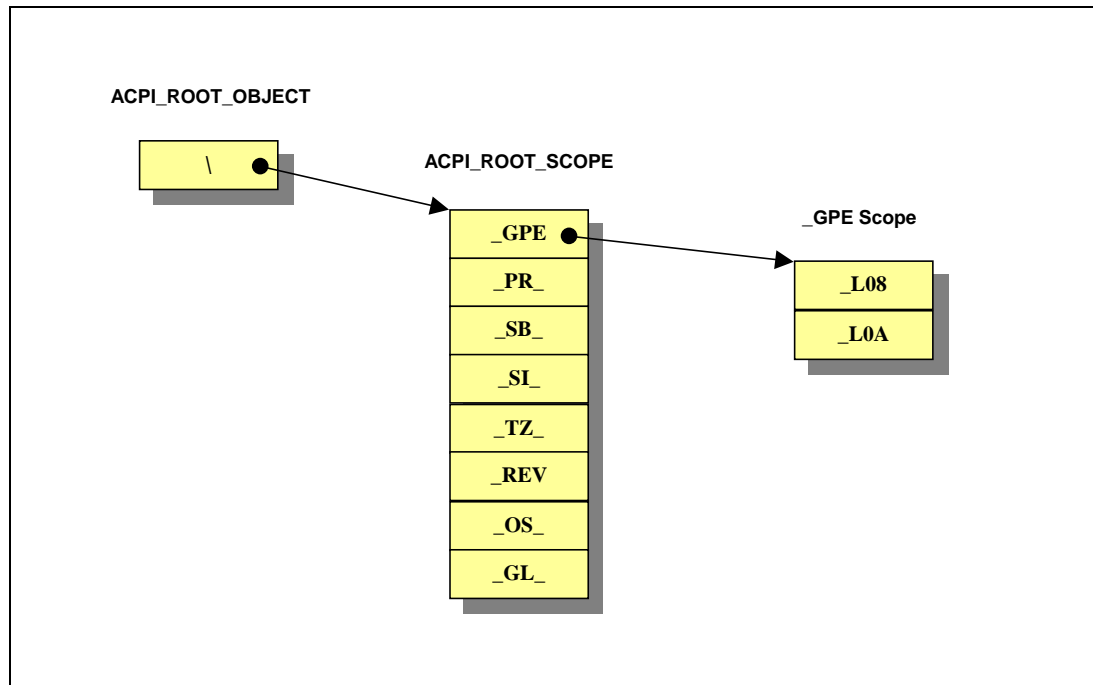 ACPI_ROOT_OBJECT
\
ACPI_ROOT_SCOPE
_GPE
_PR_
_SB_
_SI_
_TZ_
_REV
_OS_
_GL_
_GPE Scope
_L08
_L0A